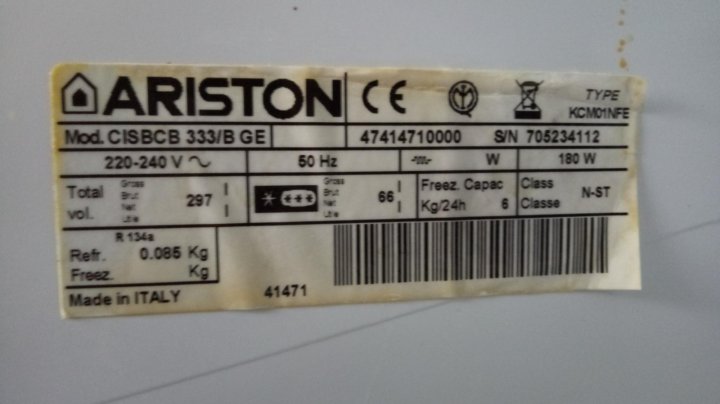 ARISTON CE TYPE
KCM01NFE
Mod. CISBCB 333/B GE 47414710000 S/N 705234112
220-240 V ~ 50 Hz W 180 W
Total vol. Gross Brut Net Utile 297 l l
Gross Brut Net Utile 66 l l
Freez. Capac Kg/24h 6
Class Classe N-ST
R 134a
Refr. 0.085 Kg
Freez. Kg
Made in ITALY 41471